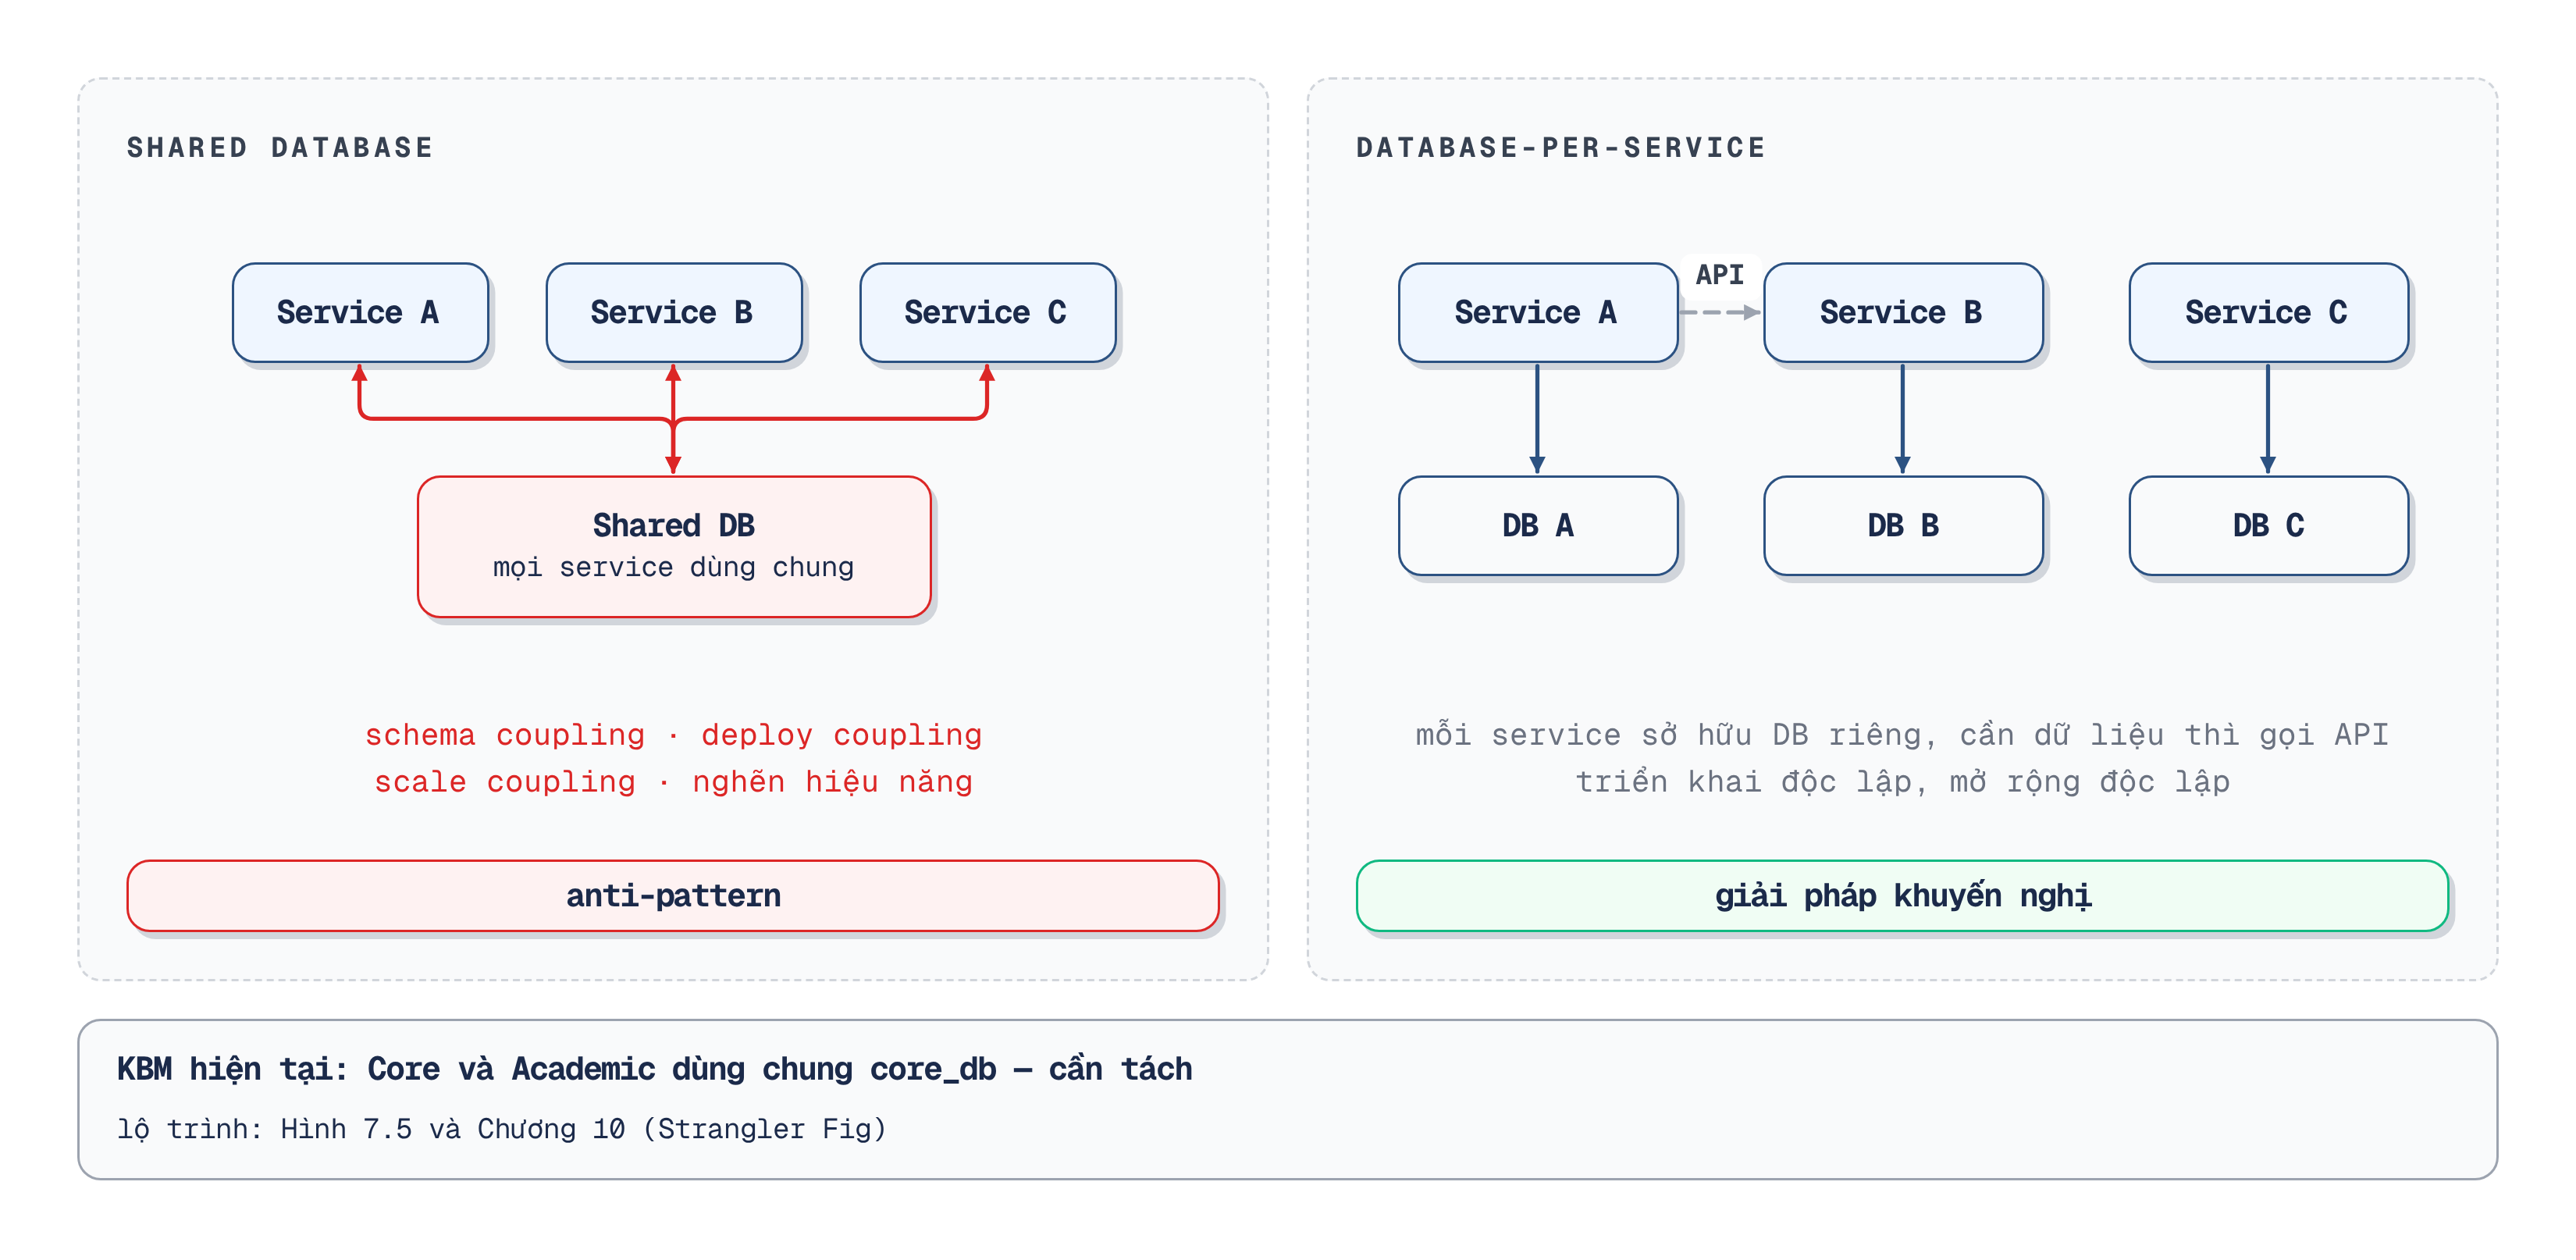 SHARED DATABASE
Service A
Service B
Service C
Shared DB
mọi service dùng chung
schema coupling · deploy coupling
scale coupling · nghẽn hiệu năng
anti-pattern
DATABASE-PER-SERVICE
Service A
API
Service B
Service C
DB A
DB B
DB C
mỗi service sở hữu DB riêng, cần dữ liệu thì gọi API
triển khai độc lập, mở rộng độc lập
giải pháp khuyến nghị
KBM hiện tại: Core và Academic dùng chung core_db — cần tách
lộ trình: Hình 7.5 và Chương 10 (Strangler Fig)